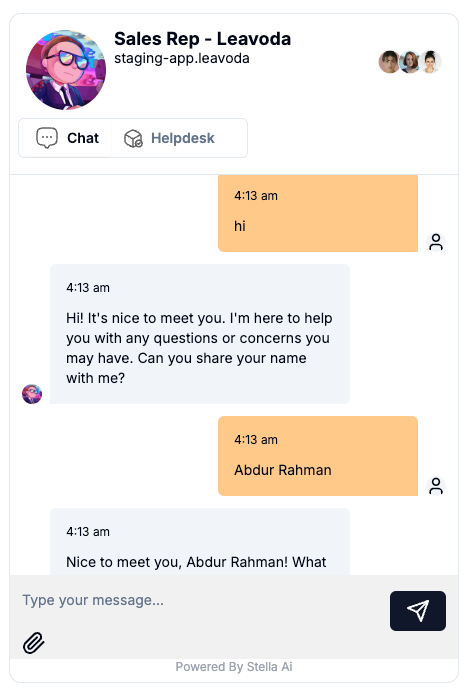 Sales Rep - Leavoda
staging-app.leavoda
Chat
Helpdesk
4:13 am
hi
4:13 am
Hi! It's nice to meet you. I'm here to help
you with any questions or concerns you
may have. Can you share your name
with me?
4:13 am
Abdur Rahman
4:13 am
Nice to meet you, Abdur Rahman! What
Type your message...
Powered By Stella Ai